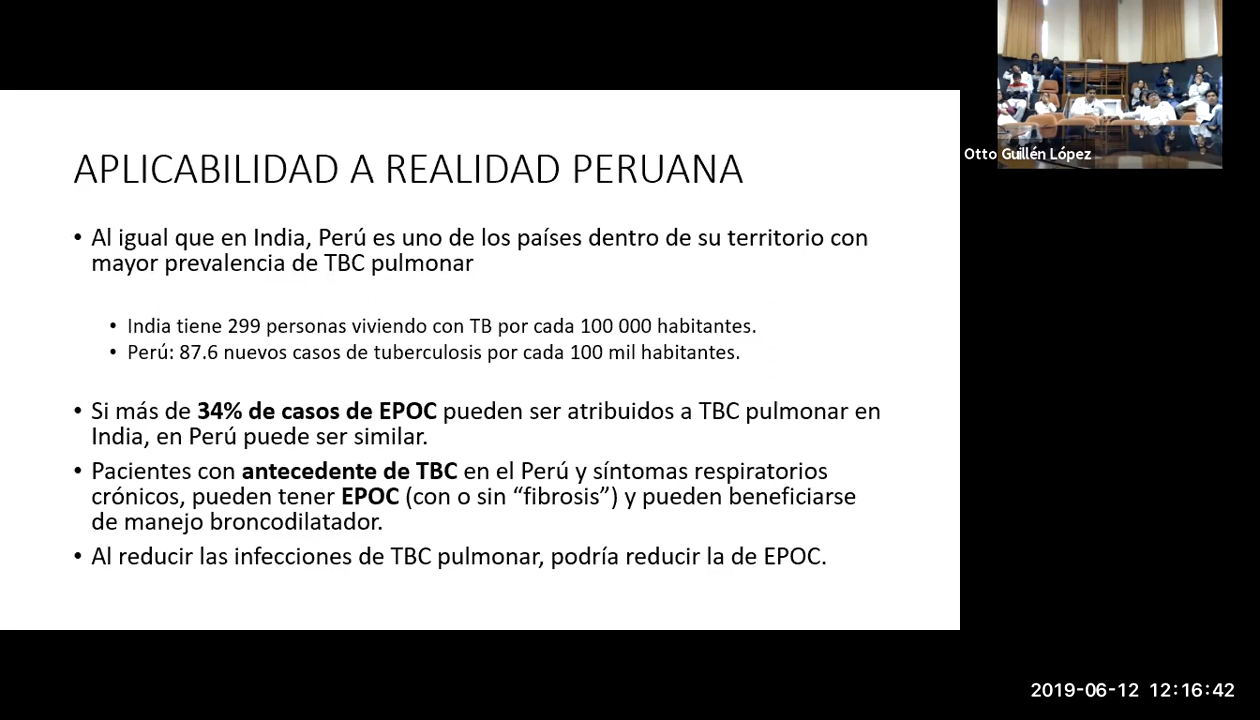 APLICABILIDAD A REALIDAD PERUANA
• Al igual que en India, Perú es uno de los países dentro de su territorio con
mayor prevalencia de TBC pulmonar
• India tiene 299 personas viviendo con TB por cada 100 000 habitantes.
• Perú: 87.6 nuevos casos de tuberculosis por cada 100 mil habitantes.
• Si más de 34% de casos de EPOC pueden ser atribuidos a TBC pulmonar en
India, en Perú puede ser similar.
• Pacientes con antecedente de TBC en el Perú y síntomas respiratorios
crónicos, pueden tener EPOC (con o sin “fibrosis”) y pueden beneficiarse
de manejo broncodilatador.
• Al reducir las infecciones de TBC pulmonar, podría reducir la de EPOC.
Otto Guillén López
2019-06-12 12:16:42